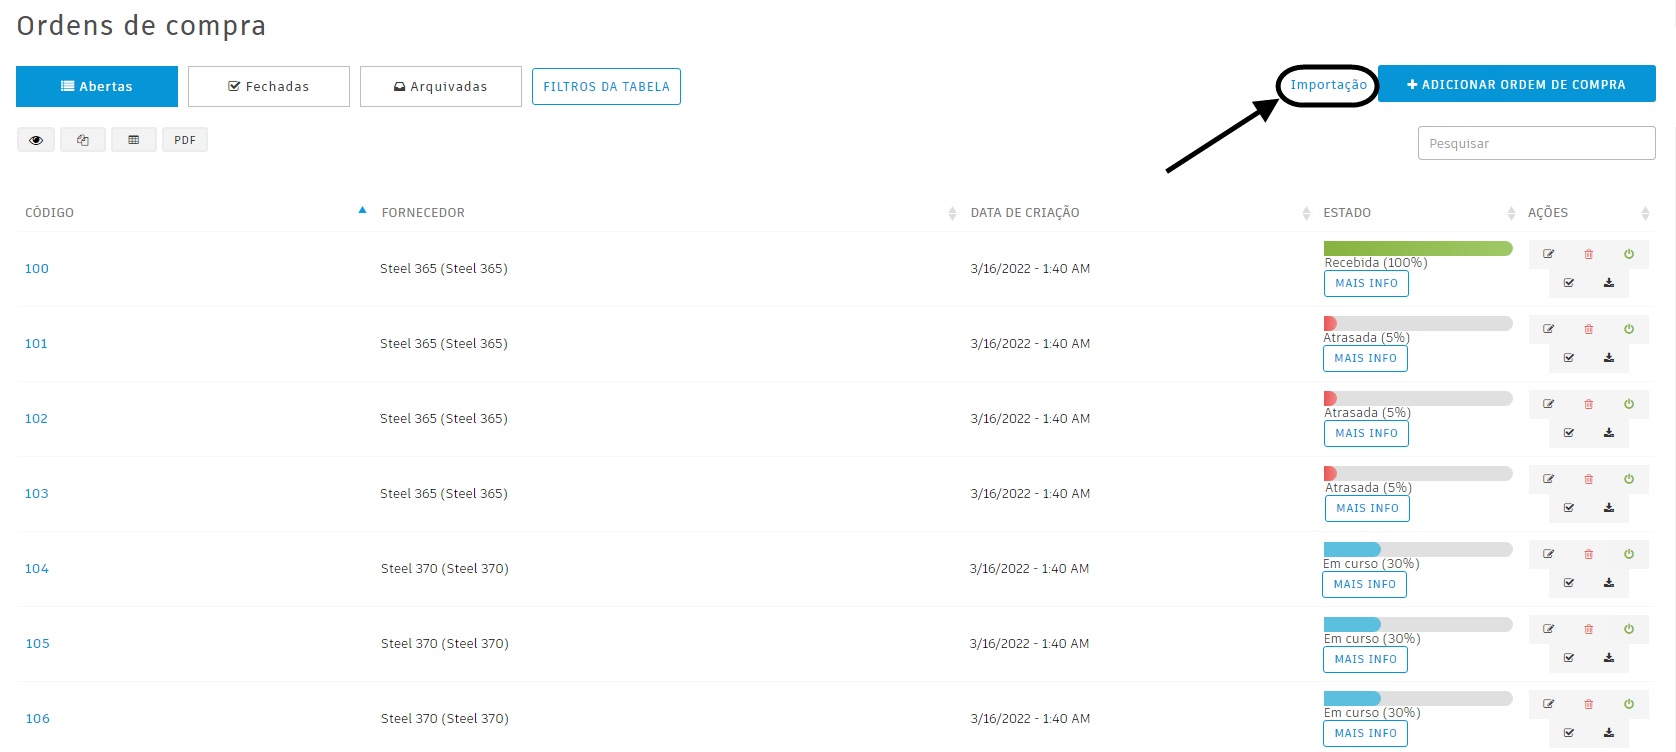 Ordens de compra
Abertas Fechadas Arquivadas FILTROS DA TABELA Importação ADICIONAR ORDEM DE COMPRA
PDF Pesquisar
CÓDIGO FORNECEDOR DATA DE CRIAÇÃO ESTADO AÇÕES
100 Steel 365 (Steel 365) 3/16/2022 - 1:40 AM Recebida (100%)
MAIS INFO
101 Steel 365 (Steel 365) 3/16/2022 - 1:40 AM Atrasada (5%)
MAIS INFO
102 Steel 365 (Steel 365) 3/16/2022 - 1:40 AM Atrasada (5%)
MAIS INFO
103 Steel 365 (Steel 365) 3/16/2022 - 1:40 AM Atrasada (5%)
MAIS INFO
104 Steel 370 (Steel 370) 3/16/2022 - 1:40 AM Em curso (30%)
MAIS INFO
105 Steel 370 (Steel 370) 3/16/2022 - 1:40 AM Em curso (30%)
MAIS INFO
106 Steel 370 (Steel 370) 3/16/2022 - 1:40 AM Em curso (30%)
MAIS INFO